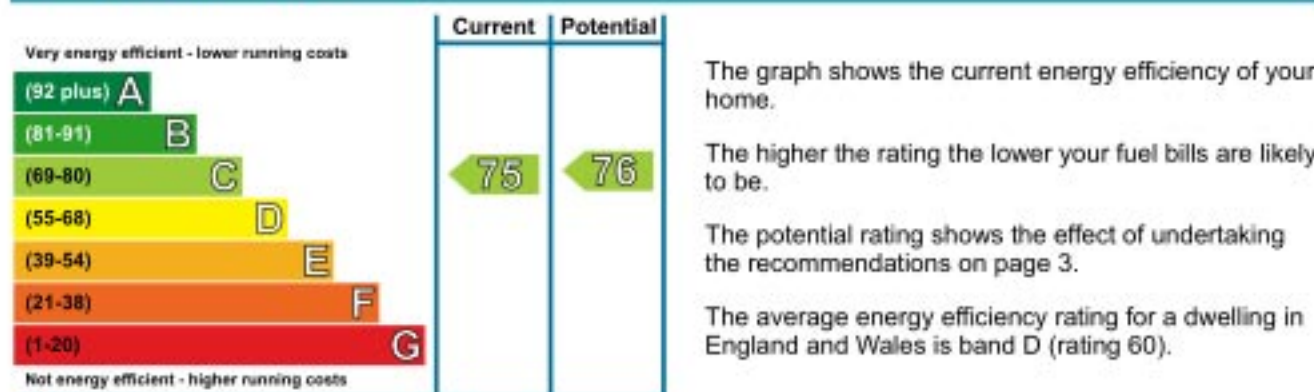 Current Potential
Very energy efficient - lower running costs
(92 plus) A
(81-91) B
(69-80) C
75 76
(55-68) D
(39-54) E
(21-38) F
(1-20) G
Not energy efficient - higher running costs
The graph shows the current energy efficiency of your
home.
The higher the rating the lower your fuel bills are likely
to be.
The potential rating shows the effect of undertaking
the recommendations on page 3.
The average energy efficiency rating for a dwelling in
England and Wales is band D (rating 60).